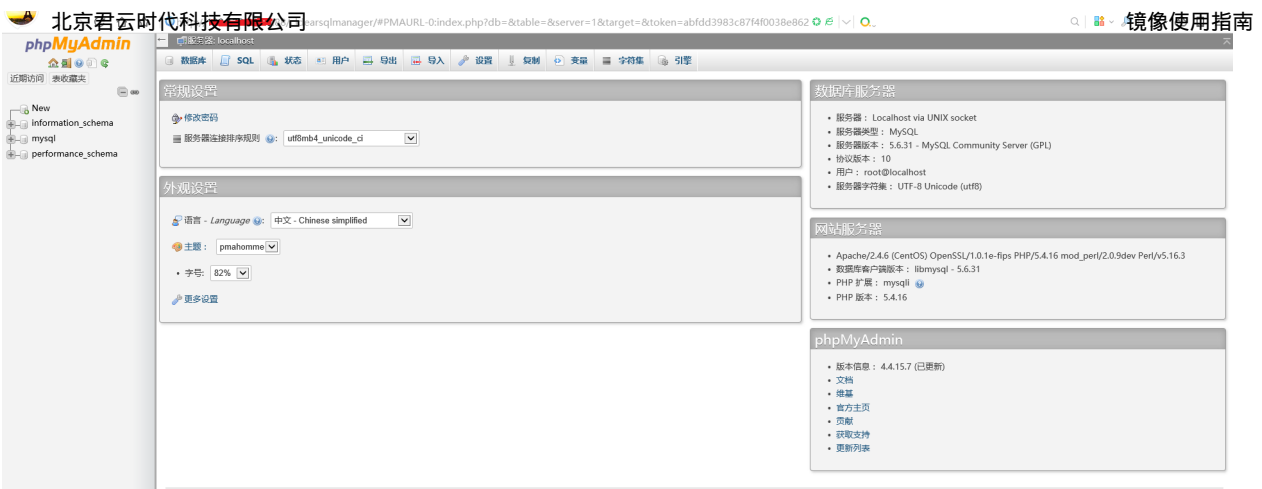 北京君云时代科技有限公司
镜像使用指南
earsqlmanager/#PMAURL-0:index.php?db=&table=&server=1&target=&token=abfdd3983c87f4f0038e862
phpMyAdmin
近期访问 表收藏夹
New
information_schema
mysql
performance_schema
服务器: localhost
数据库 SQL 状态 用户 导出 导入 设置 复制 变量 字符集 引擎
常规设置
修改密码
服务器连接排序规则 : utf8mb4_unicode_ci
外观设置
语言 - Language : 中文 - Chinese simplified
主题 : pmahomme
• 字号: 82%
更多设置
数据库服务器
• 服务器 : Localhost via UNIX socket
• 服务器类型 : MySQL
• 服务器版本 : 5.6.31 - MySQL Community Server (GPL)
• 协议版本 : 10
• 用户 : root@localhost
• 服务器字符集 : UTF-8 Unicode (utf8)
网站服务器
• Apache/2.4.6 (CentOS) OpenSSL/1.0.1e-fips PHP/5.4.16 mod_perl/2.0.9dev Perl/v5.16.3
• 数据库客户端版本 : libmysql - 5.6.31
• PHP 扩展 : mysqli
• PHP 版本 : 5.4.16
phpMyAdmin
• 版本信息 : 4.4.15.7 (已更新)
• 文档
• 维基
• 官方主页
• 贡献
• 获取支持
• 更新列表